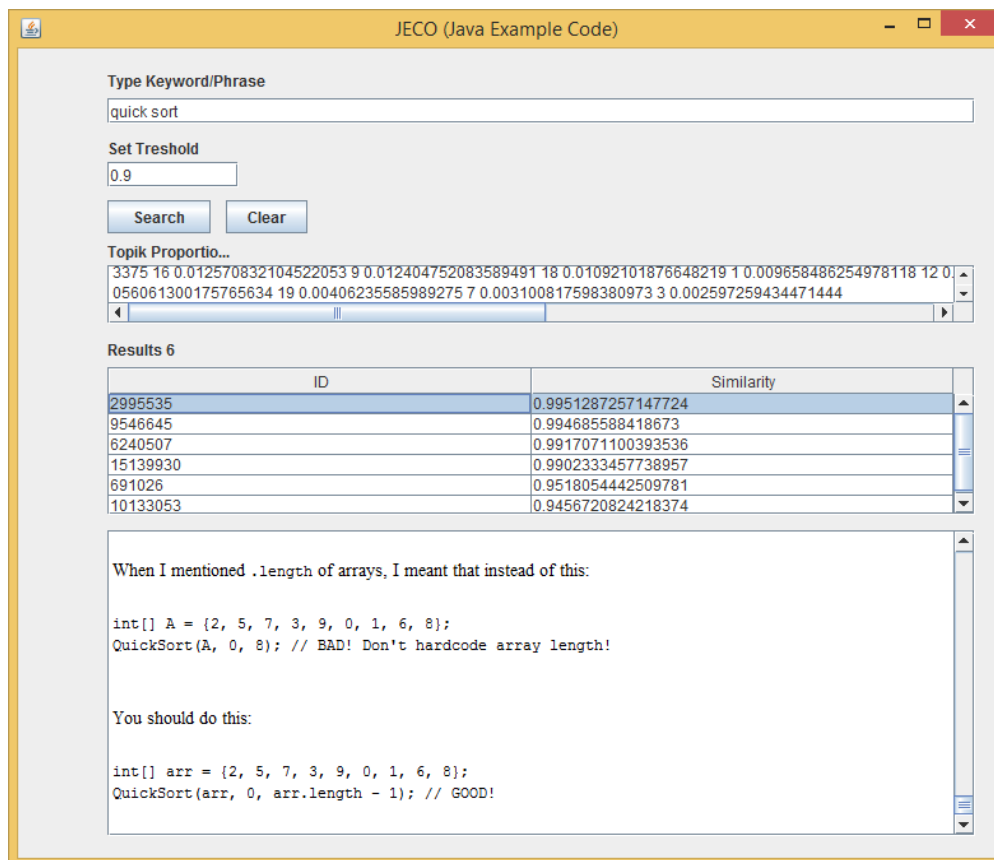 JECO (Java Example Code)
Type Keyword/Phrase
quick sort
Set Treshold
0.9
Search Clear
Topik Proportio...
3375 16 0.012570832104522053 9 0.012404752083589491 18 0.01092101876648219 1 0.009658486254978118 12 0.
056061300175765634 19 0.00406235585989275 7 0.003100817598380973 3 0.002597259434471444
Results 6
ID Similarity
2995535 0.9951287257147724
9546645 0.994685588418673
6240507 0.9917071100393536
15139930 0.9902333457738957
691026 0.9518054442509781
10133053 0.9456720824218374
When I mentioned .length of arrays, I meant that instead of this:
int[] A = {2, 5, 7, 3, 9, 0, 1, 6, 8};
QuickSort(A, 0, 8); // BAD! Don't hardcode array length!
You should do this:
int[] arr = {2, 5, 7, 3, 9, 0, 1, 6, 8};
QuickSort(arr, 0, arr.length - 1); // GOOD!